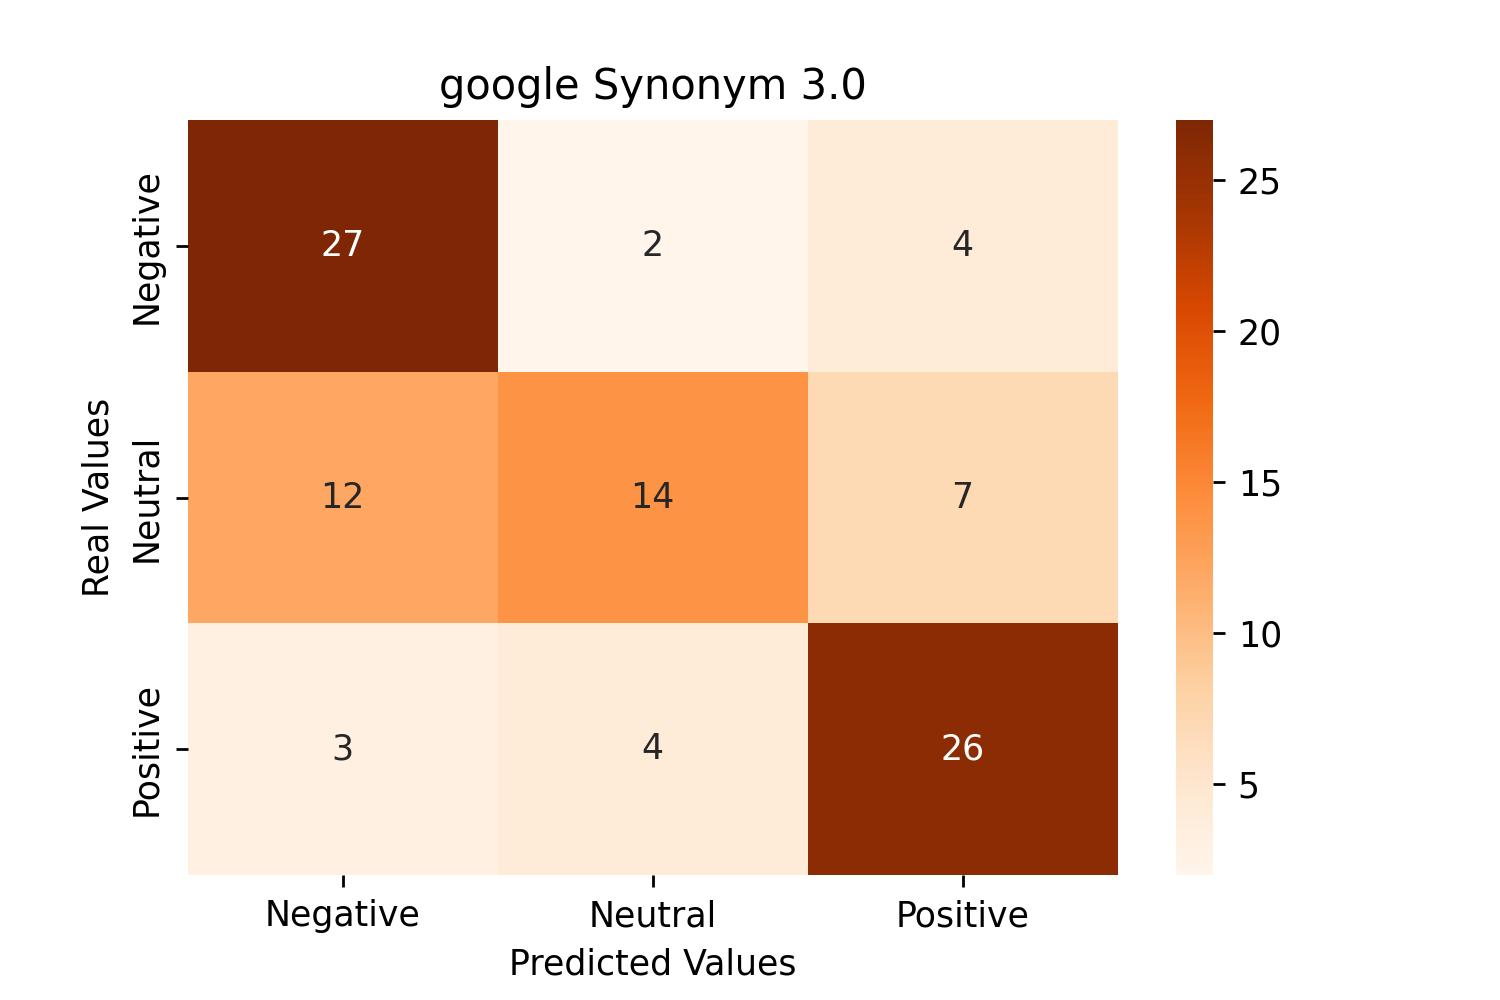 google Synonym 3.0
Real Values
Negative
27 2 4
Neutral
12 14 7
Positive
3 4 26
Negative Neutral Positive
Predicted Values
25
20
15
10
5